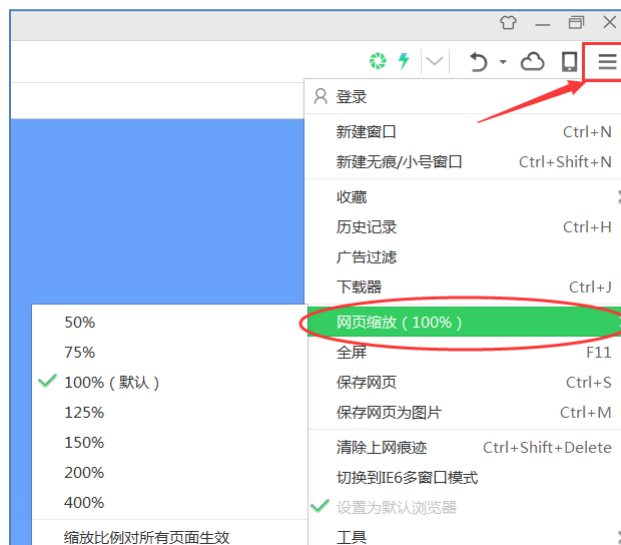 登录
新建窗口 Ctrl+N
新建无痕/小号窗口 Ctrl+Shift+N
收藏
历史记录 Ctrl+H
广告过滤
下载器 Ctrl+J
网页缩放（100%）
全屏 F11
保存网页 Ctrl+S
保存网页为图片 Ctrl+M
清除上网痕迹 Ctrl+Shift+Delete
切换到IE6多窗口模式
设置为默认浏览器
工具
50%
75%
100%（默认）
125%
150%
200%
400%
缩放比例对所有页面生效